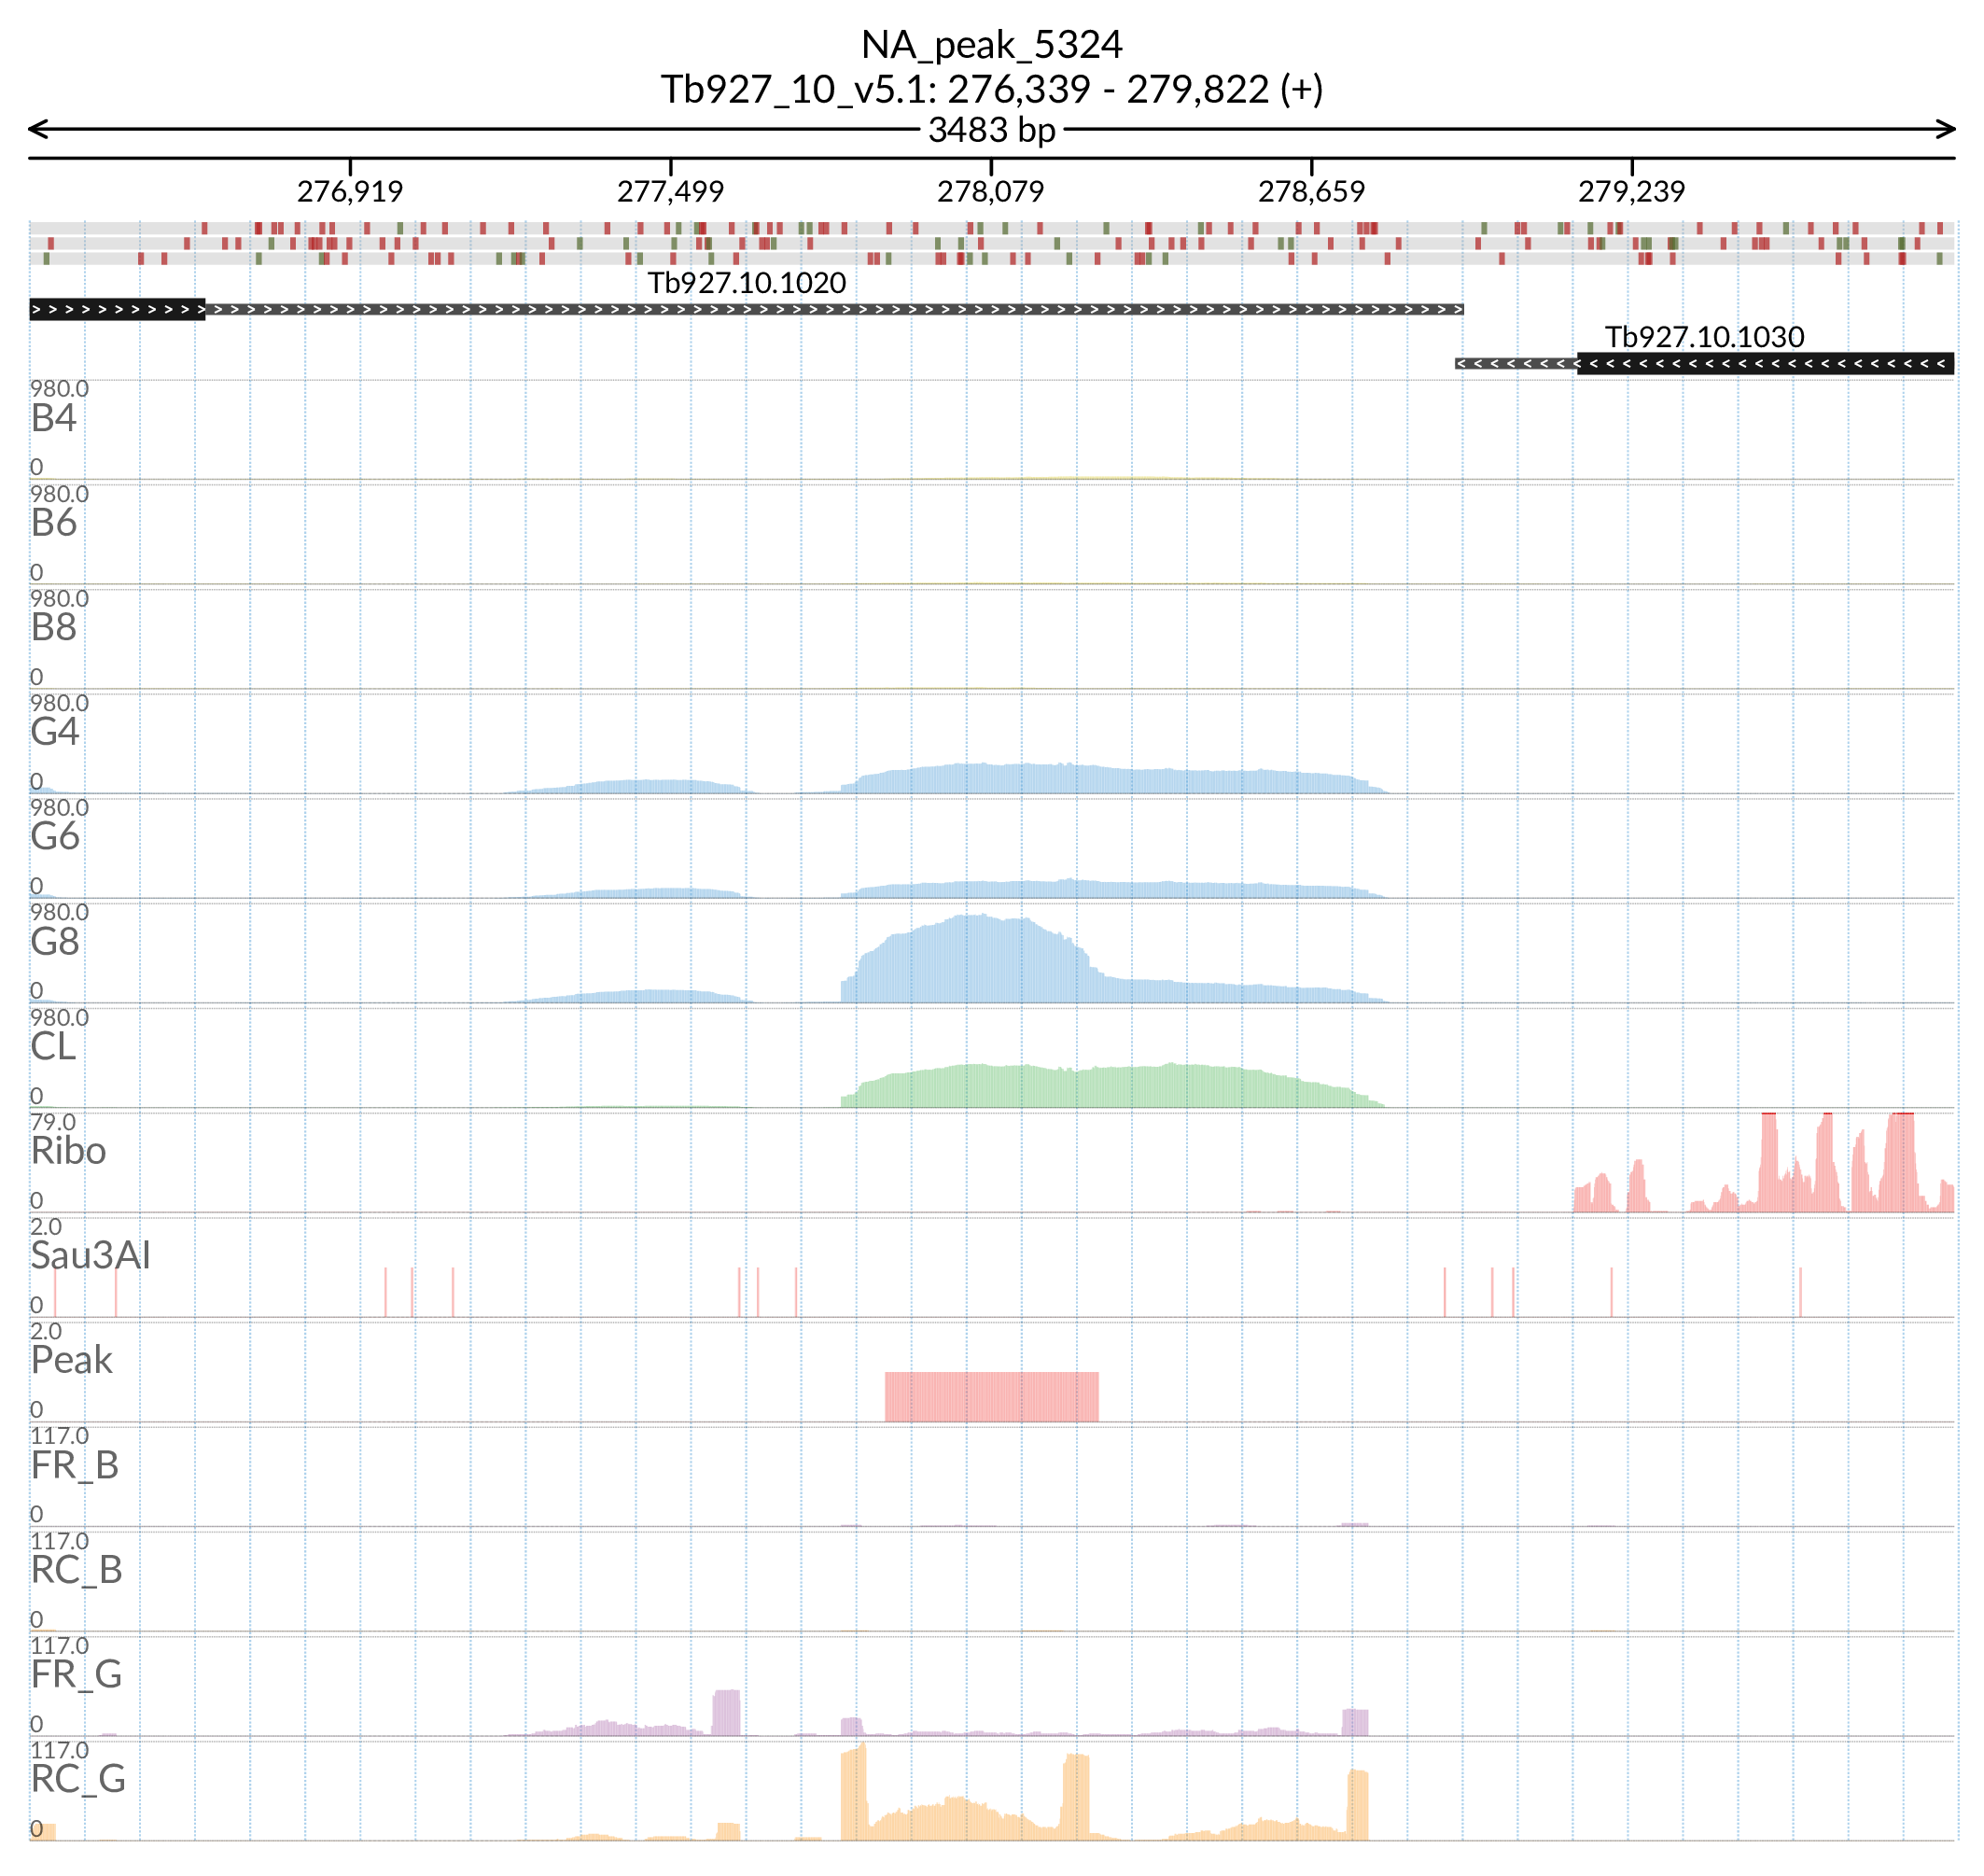 NA_peak_5324
Tb927_10_v5.1: 276,339 - 279,822 (+)
3483 bp
276,919 277,499 278,079 278,659 279,239
Tb927.10.1020
Tb927.10.1030
980.0
B4
0
980.0
B6
0
980.0
B8
0
980.0
G4
0
980.0
G6
0
980.0
G8
0
980.0
CL
0
79.0
Ribo
0
2.0
Sau3AI
0
2.0
Peak
0
117.0
FR_B
0
117.0
RC_B
0
117.0
FR_G
0
117.0
RC_G
0